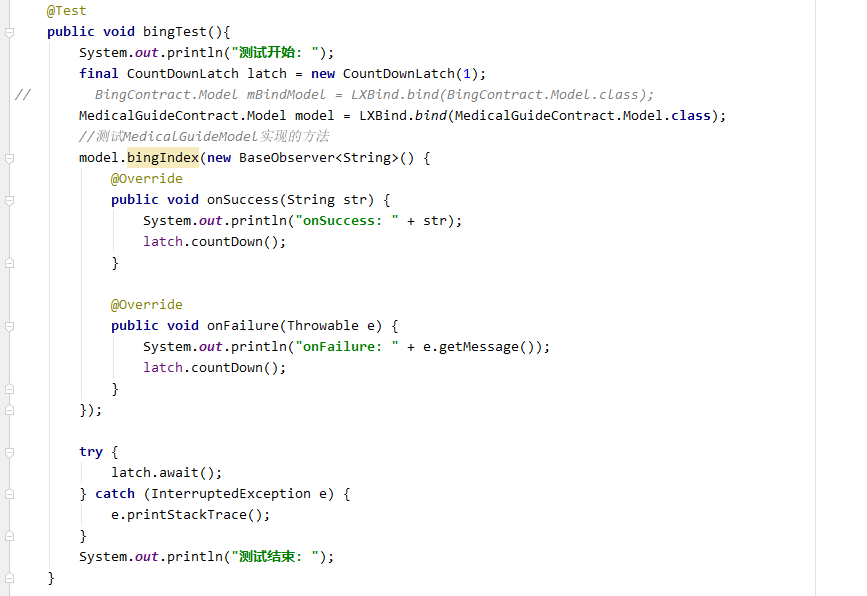 @Test
public void bingTest(){
System.out.println("测试开始: ");
final CountDownLatch latch = new CountDownLatch(1);
// BingContract.Model mBindModel = LXBind.bind(BingContract.Model.class);
MedicalGuideContract.Model model = LXBind.bind(MedicalGuideContract.Model.class);
//测试MedicalGuideModel实现的方法
model.bingIndex(new BaseObserver<String>() {
@Override
public void onSuccess(String str) {
System.out.println("onSuccess: " + str);
latch.countDown();
}
@Override
public void onFailure(Throwable e) {
System.out.println("onFailure: " + e.getMessage());
latch.countDown();
}
});
try {
latch.await();
} catch (InterruptedException e) {
e.printStackTrace();
}
System.out.println("测试结束: ");
}